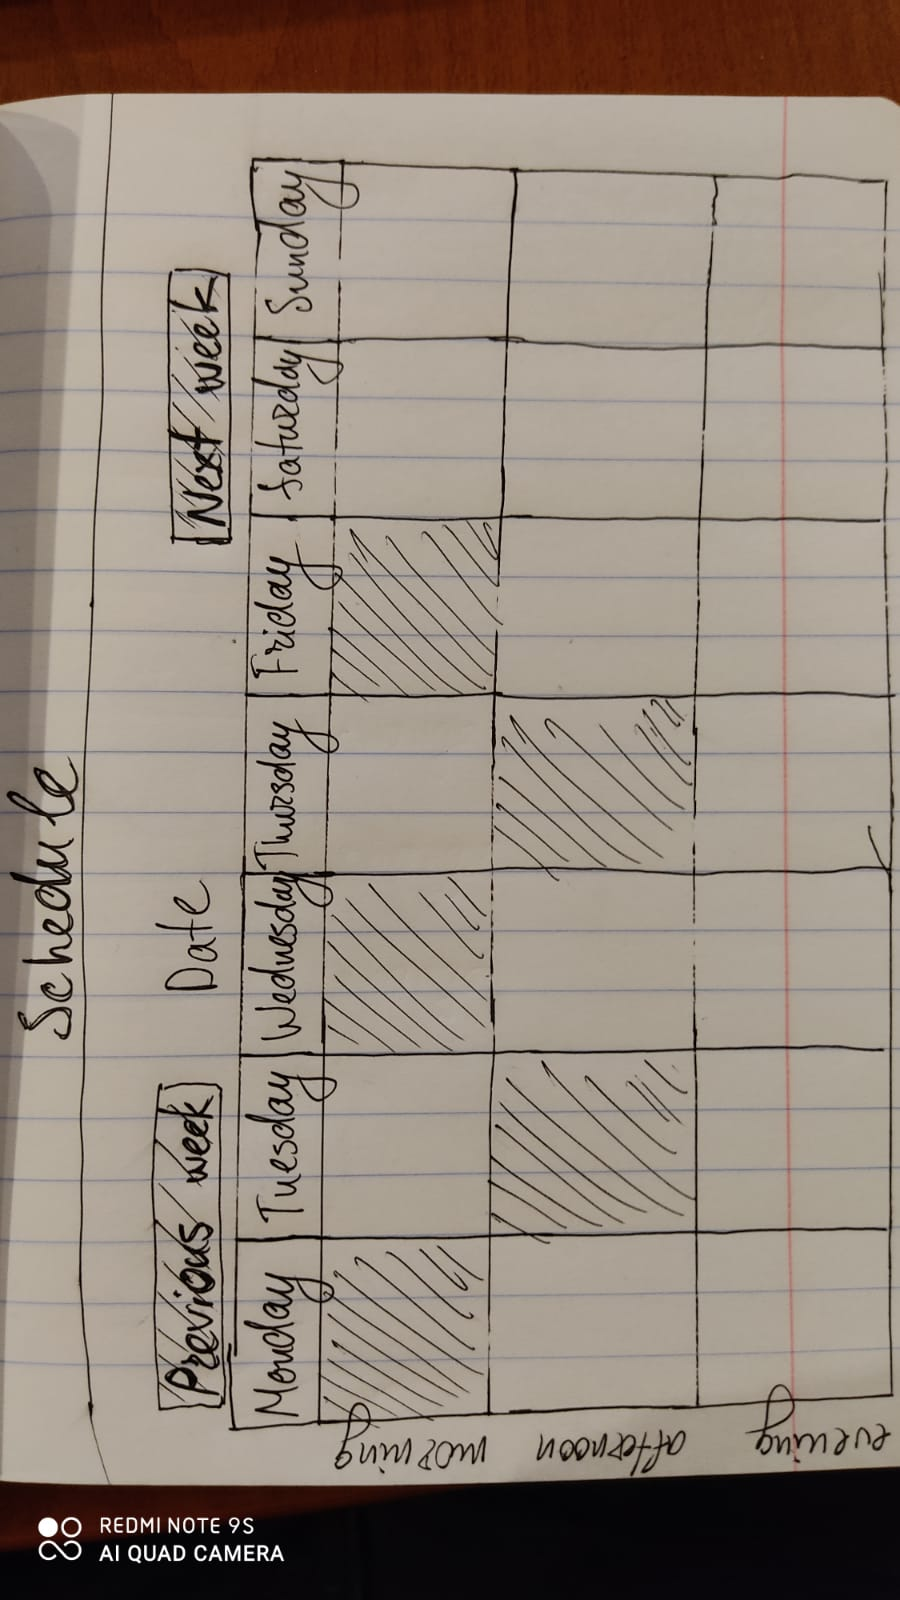 Schedule
Previous week
Date
Next week
Monday Tuesday Wednesday Thursday Friday Saturday Sunday
morning
afternoon
evening
REDMI NOTE 9S
AI QUAD CAMERA